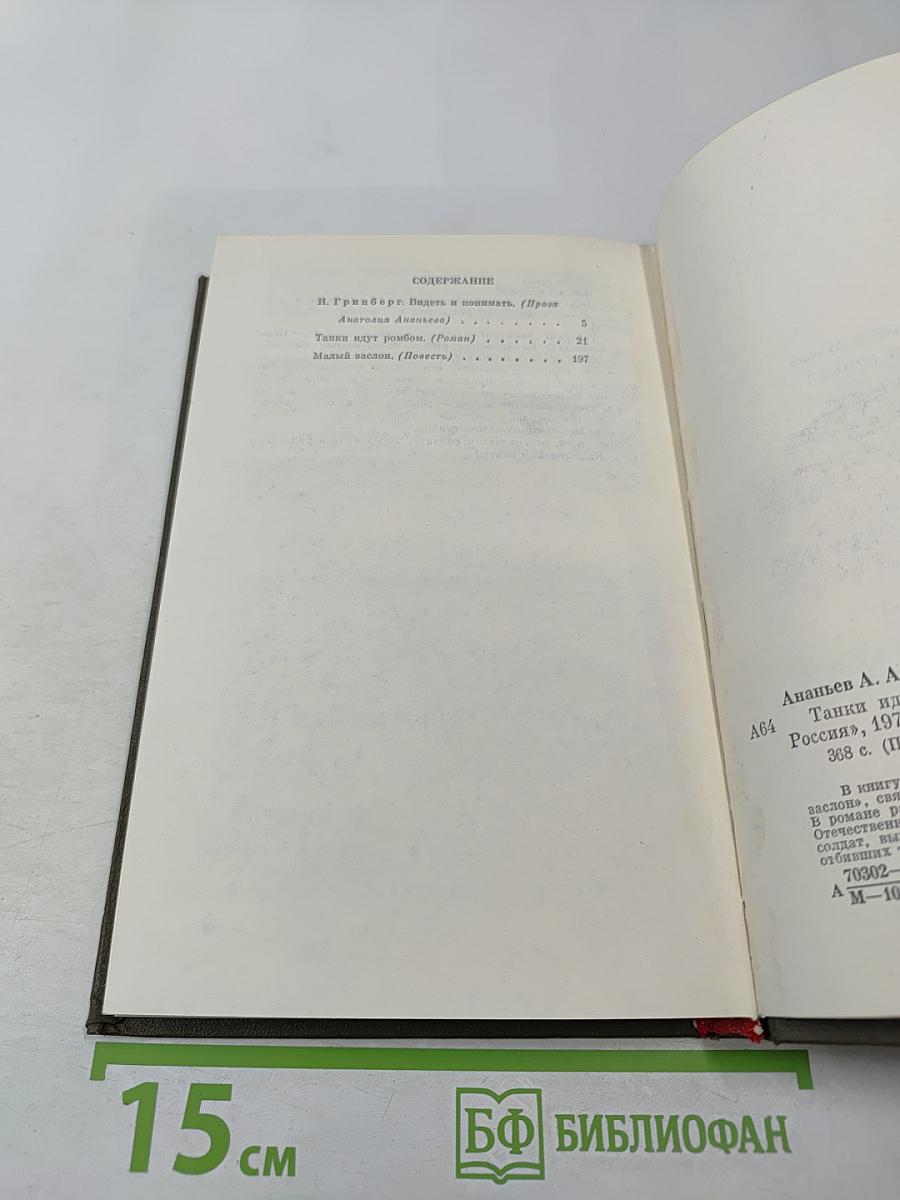 СОДЕРЖАНИЕ
И. Гринберг. Видеть и понимать. (Проза
Анатолия Ананьева) . . . . . . . . 5
Танки идут ромбом. (Роман) . . . . . . 21
Малый заслон. (Повесть) . . . . . . . . 197
Ананьев А. А
А64 Танки ид
Россия», 197
368 с. (П
В книгу
заслон», свя
В романе р
Отечествен
солдат, вы
отбивших
А 70302—
М—10
15 см
БФ БИБЛИОФАН